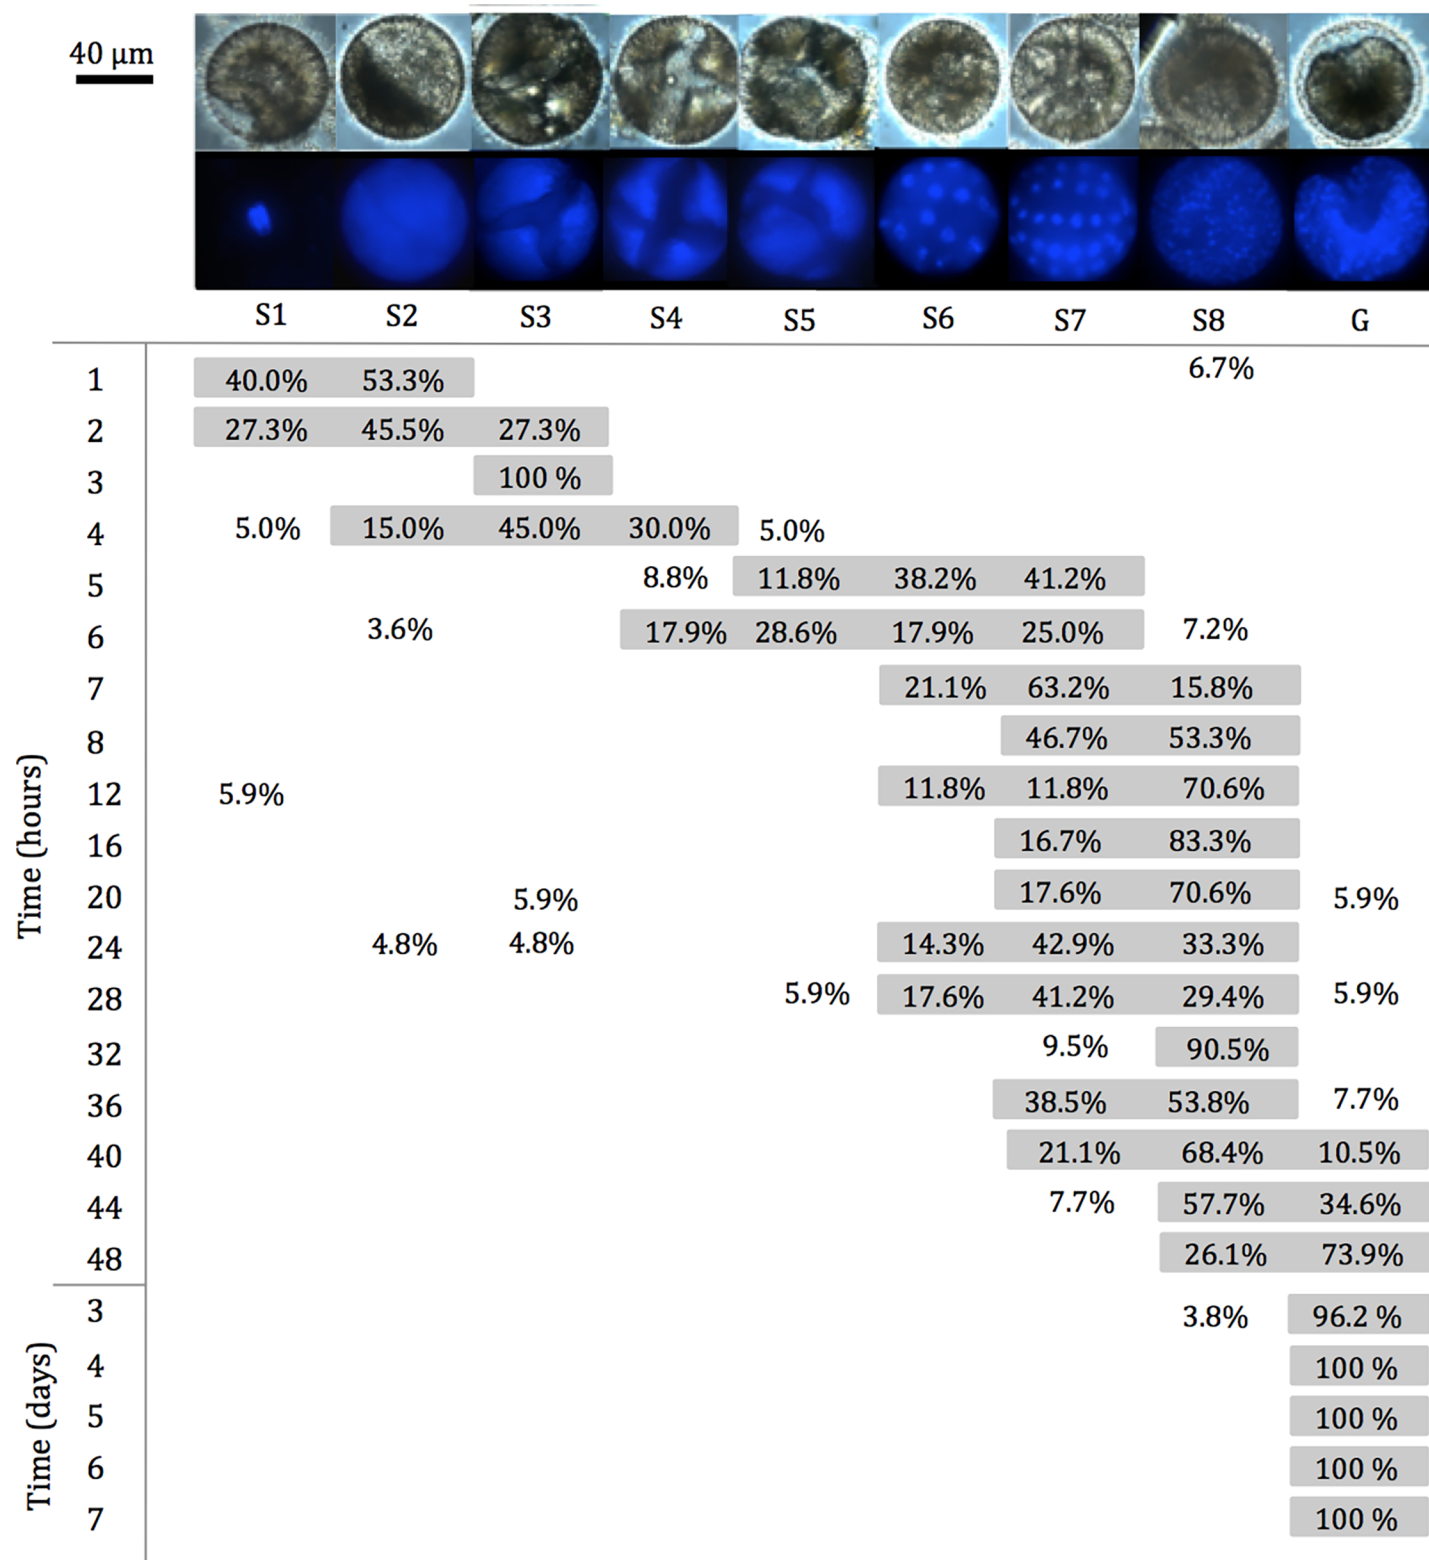 40 µm
S1 S2 S3 S4 S5 S6 S7 S8 G
Time (hours)
1 40.0% 53.3% 6.7%
2 27.3% 45.5% 27.3%
3 100 %
4 5.0% 15.0% 45.0% 30.0% 5.0%
5 8.8% 11.8% 38.2% 41.2%
6 3.6% 17.9% 28.6% 17.9% 25.0% 7.2%
7 21.1% 63.2% 15.8%
8 46.7% 53.3%
12 5.9% 11.8% 11.8% 70.6%
16 16.7% 83.3%
20 5.9% 17.6% 70.6% 5.9%
24 4.8% 4.8% 14.3% 42.9% 33.3%
28 5.9% 17.6% 41.2% 29.4% 5.9%
32 9.5% 90.5%
36 38.5% 53.8% 7.7%
40 21.1% 68.4% 10.5%
44 7.7% 57.7% 34.6%
48 26.1% 73.9%
Time (days)
3 3.8% 96.2 %
4 100 %
5 100 %
6 100 %
7 100 %